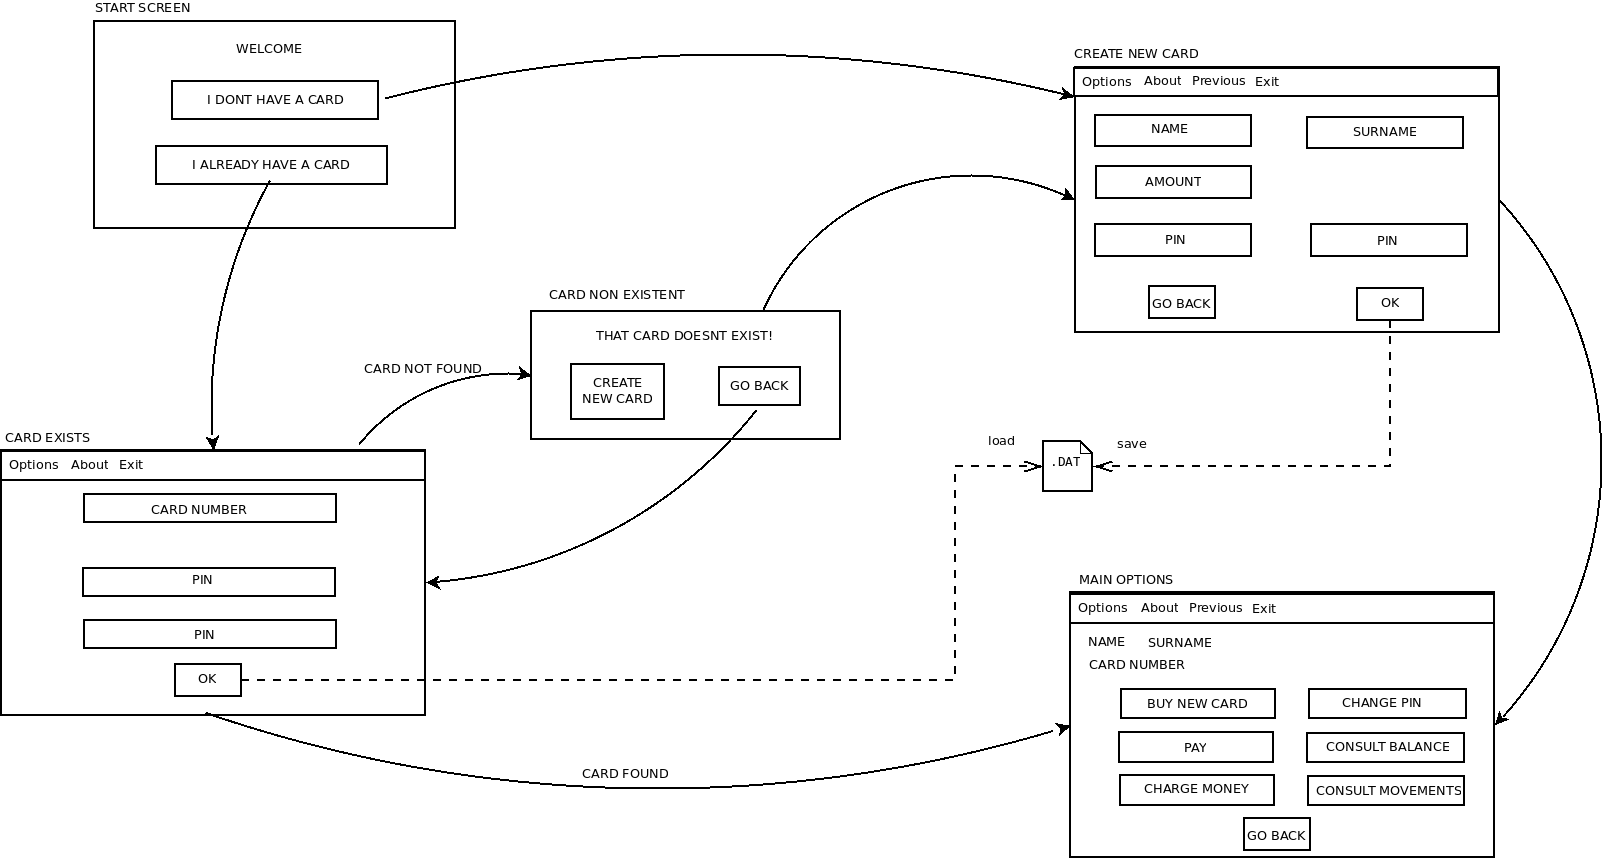 START SCREEN
WELCOME
I DONT HAVE A CARD
I ALREADY HAVE A CARD
CREATE NEW CARD
Options About Previous Exit
NAME
SURNAME
AMOUNT
PIN
PIN
GO BACK
OK
CARD NON EXISTENT
THAT CARD DOESNT EXIST!
CREATE
NEW CARD
GO BACK
CARD NOT FOUND
CARD EXISTS
Options About Exit
CARD NUMBER
PIN
PIN
OK
load
.DAT
save
CARD FOUND
MAIN OPTIONS
Options About Previous Exit
NAME SURNAME
CARD NUMBER
BUY NEW CARD
CHANGE PIN
PAY
CONSULT BALANCE
CHARGE MONEY
CONSULT MOVEMENTS
GO BACK